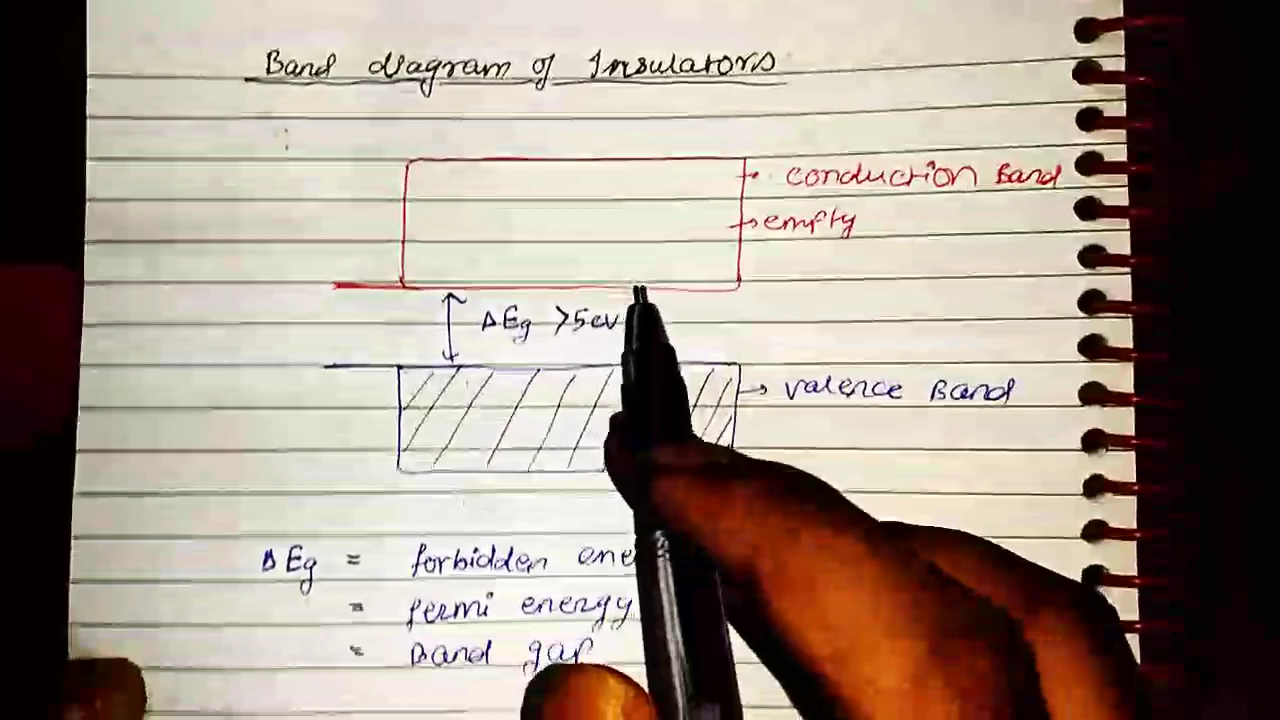 Band diagram of Insulators
conduction Band
empty
ΔEg >5ev
valence Band
ΔEg = forbidden
= fermi energy
= Band gap